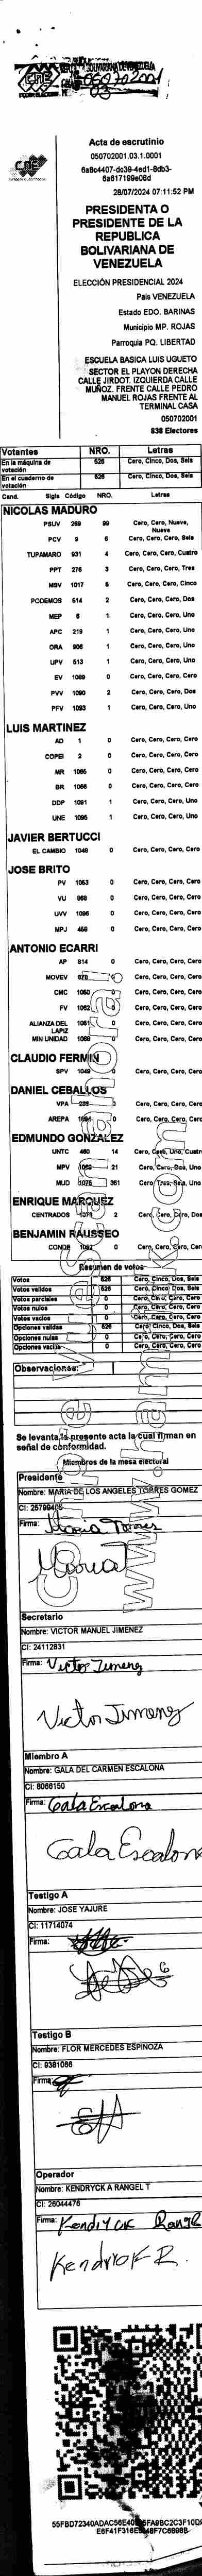 CNE
050702001
03
CNE
Acta de escrutinio
050702001.03.1.0001
6a8c4407-dc39-4ed1-8db3-
6a617199e08d
28/07/2024 07:11:52 PM
PRESIDENTA O
PRESIDENTE DE LA
REPUBLICA
BOLIVARIANA DE
VENEZUELA
ELECCIÓN PRESIDENCIAL 2024
Pais VENEZUELA
Estado EDO. BARINAS
Municipio MP. ROJAS
Parroquia PQ. LIBERTAD
ESCUELA BASICA LUIS UGUETO
SECTOR EL PLAYON DERECHA
CALLE JIRDOT. IZQUIERDA CALLE
MUÑOZ. FRENTE CALLE PEDRO
MANUEL ROJAS FRENTE AL
TERMINAL CASA
050702001
838 Electores
Votantes NRO. Letras
En la máquina de votación 526 Cero, Cinco, Dos, Seis
En el cuaderno de votación 526 Cero, Cinco, Dos, Seis
Cand. Sigla Código NRO. Letras
NICOLAS MADURO
PSUV 269 99 Cero, Cero, Nueve, Nueve
PCV 9 6 Cero, Cero, Cero, Seis
TUPAMARO 931 4 Cero, Cero, Cero, Cuatro
PPT 276 3 Cero, Cero, Cero, Tres
MSV 1017 5 Cero, Cero, Cero, Cinco
PODEMOS 514 2 Cero, Cero, Cero, Dos
MEP 6 1 Cero, Cero, Cero, Uno
APC 219 1 Cero, Cero, Cero, Uno
ORA 906 1 Cero, Cero, Cero, Uno
UPV 513 1 Cero, Cero, Cero, Uno
EV 1089 0 Cero, Cero, Cero, Cero
PVV 1090 2 Cero, Cero, Cero, Dos
PFV 1093 1 Cero, Cero, Cero, Uno
LUIS MARTINEZ
AD 1 0 Cero, Cero, Cero, Cero
COPEI 2 0 Cero, Cero, Cero, Cero
MR 1065 0 Cero, Cero, Cero, Cero
BR 1066 0 Cero, Cero, Cero, Cero
DDP 1091 1 Cero, Cero, Cero, Uno
UNE 1095 1 Cero, Cero, Cero, Uno
JAVIER BERTUCCI
EL CAMBIO 1048 0 Cero, Cero, Cero, Cero
JOSE BRITO
PV 1053 0 Cero, Cero, Cero, Cero
VU 968 0 Cero, Cero, Cero, Cero
UVV 1096 0 Cero, Cero, Cero, Cero
MPJ 459 0 Cero, Cero, Cero, Cero
ANTONIO ECARRI
AP 814 0 Cero, Cero, Cero, Cero
MOVEV 0 Cero, Cero, Cero, Cero
CMC 1050 0 Cero, Cero, Cero, Cero
FV 1052 0 Cero, Cero, Cero, Cero
ALIANZA DEL LAPIZ 1051 0 Cero, Cero, Cero, Cero
MIN UNIDAD 1068 0 Cero, Cero, Cero, Cero
CLAUDIO FERMIN
SPV 1049 0 Cero, Cero, Cero, Cero
DANIEL CEBALLOS
VPA 0 Cero, Cero, Cero, Cero
AREPA 1094 0 Cero, Cero, Cero, Cero
EDMUNDO GONZALEZ
UNTC 460 14 Cero, Cero, Uno, Cuatro
MPV 1062 21 Cero, Cero, Dos, Uno
MUD 1075 361 Cero, Tres, Seis, Uno
ENRIQUE MARQUEZ
CENTRADOS 1077 2 Cero, Cero, Cero, Dos
BENJAMIN RAUSSEO
CONDE 1092 0 Cero, Cero, Cero, Cero
Resumen de votos
Votos 526 Cero, Cinco, Dos, Seis
Votos validos 526 Cero, Cinco, Dos, Seis
Votos parciales 0 Cero, Cero, Cero, Cero
Votos nulos 0 Cero, Cero, Cero, Cero
Votos vacios 0 Cero, Cero, Cero, Cero
Opciones validas 526 Cero, Cinco, Dos, Seis
Opciones nulas 0 Cero, Cero, Cero, Cero
Opciones vacias 0 Cero, Cero, Cero, Cero
Observaciones:
Se levanta la presente acta la cual firman en
señal de conformidad.
Miembros de la mesa electoral
Presidente
Nombre: MARIA DE LOS ANGELES TORRES GOMEZ
CI: 25799405
Firma: Maria Torres
Secretario
Nombre: VICTOR MANUEL JIMENEZ
CI: 24112831
Firma: Victor Jimenez
Victor Jimenez
Miembro A
Nombre: GALA DEL CARMEN ESCALONA
CI: 8066150
Firma: Gala Escalona
Gala Escalona
Testigo A
Nombre: JOSE YAJURE
CI: 11714074
Firma:
Testigo B
Nombre: FLOR MERCEDES ESPINOZA
CI: 9381066
Firma:
Operador
Nombre: KENDRYCK A RANGEL T
CI: 26044476
Firma: Kendryck Rangel
Kendryck R.